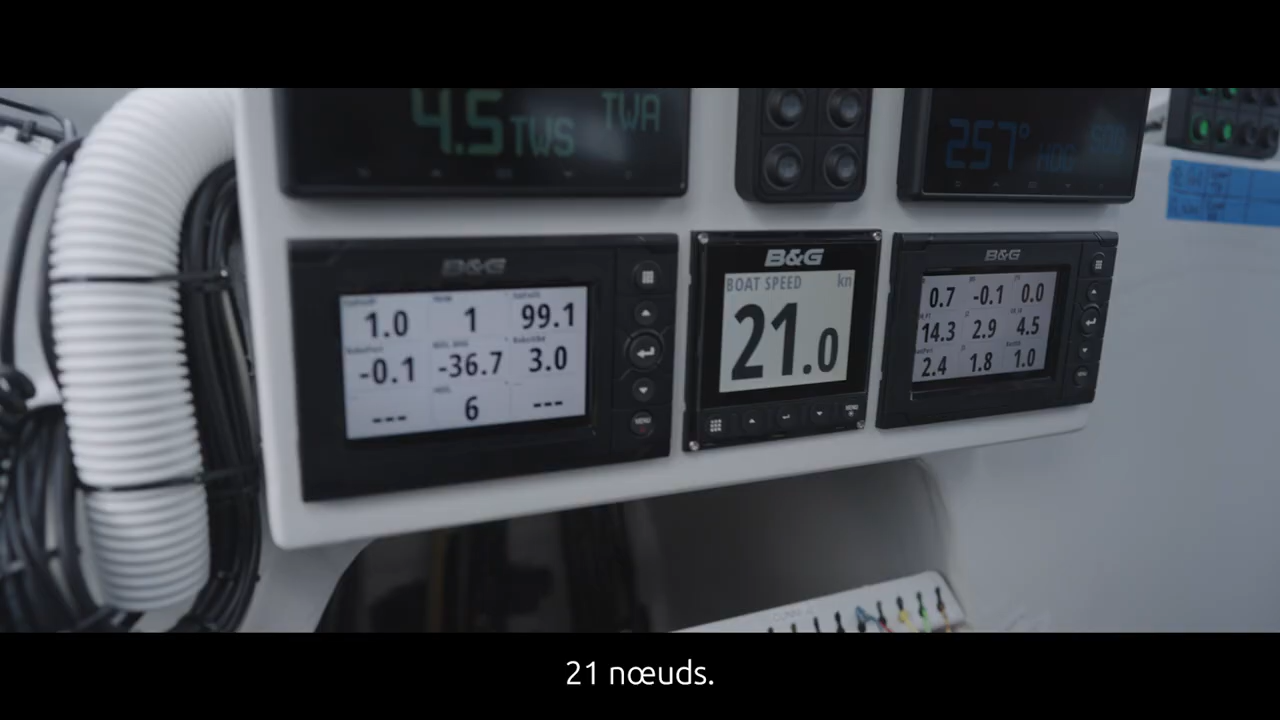 4.5 TWS TWA
257° HDG
B&G
1.0 1 99.1
-0.1 -36.7 3.0
--- 6 ---
MENU
B&G
BOAT SPEED kn
21.0
MENU
B&G
0.7 -0.1 0.0
14.3 2.9 4.5
2.4 1.8 1.0
21 nœuds.